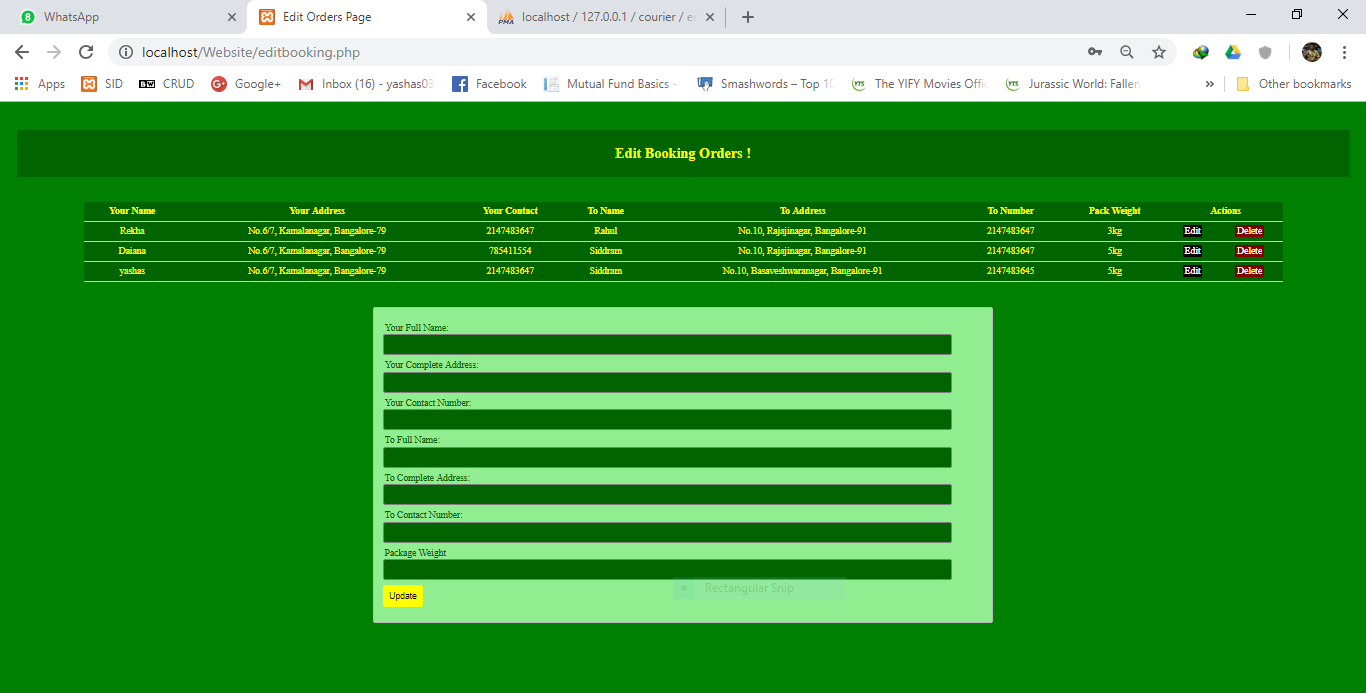 WhatsApp Edit Orders Page localhost / 127.0.0.1 / courier /
localhost/Website/editbooking.php
Apps SID CRUD Google+ Inbox (16) - yashas03 Facebook Mutual Fund Basics - Smashwords – Top 10 The YIFY Movies Offic Jurassic World: Fallen » Other bookmarks
Edit Booking Orders !
Your Name Your Address Your Contact To Name To Address To Number Pack Weight Actions
Rekha No.6/7, Kamalanagar, Bangalore-79 2147483647 Rahul No.10, Rajajinagar, Bangalore-91 2147483647 3kg Edit Delete
Daiana No.6/7, Kamalanagar, Bangalore-79 785411554 Siddram No.10, Rajajinagar, Bangalore-91 2147483647 5kg Edit Delete
yashas No.6/7, Kamalanagar, Bangalore-79 2147483647 Siddram No.10, Basaveshwaranagar, Bangalore-91 2147483645 5kg Edit Delete
Your Full Name:
Your Complete Address:
Your Contact Number:
To Full Name:
To Complete Address:
To Contact Number:
Package Weight
Rectangular Snip
Update